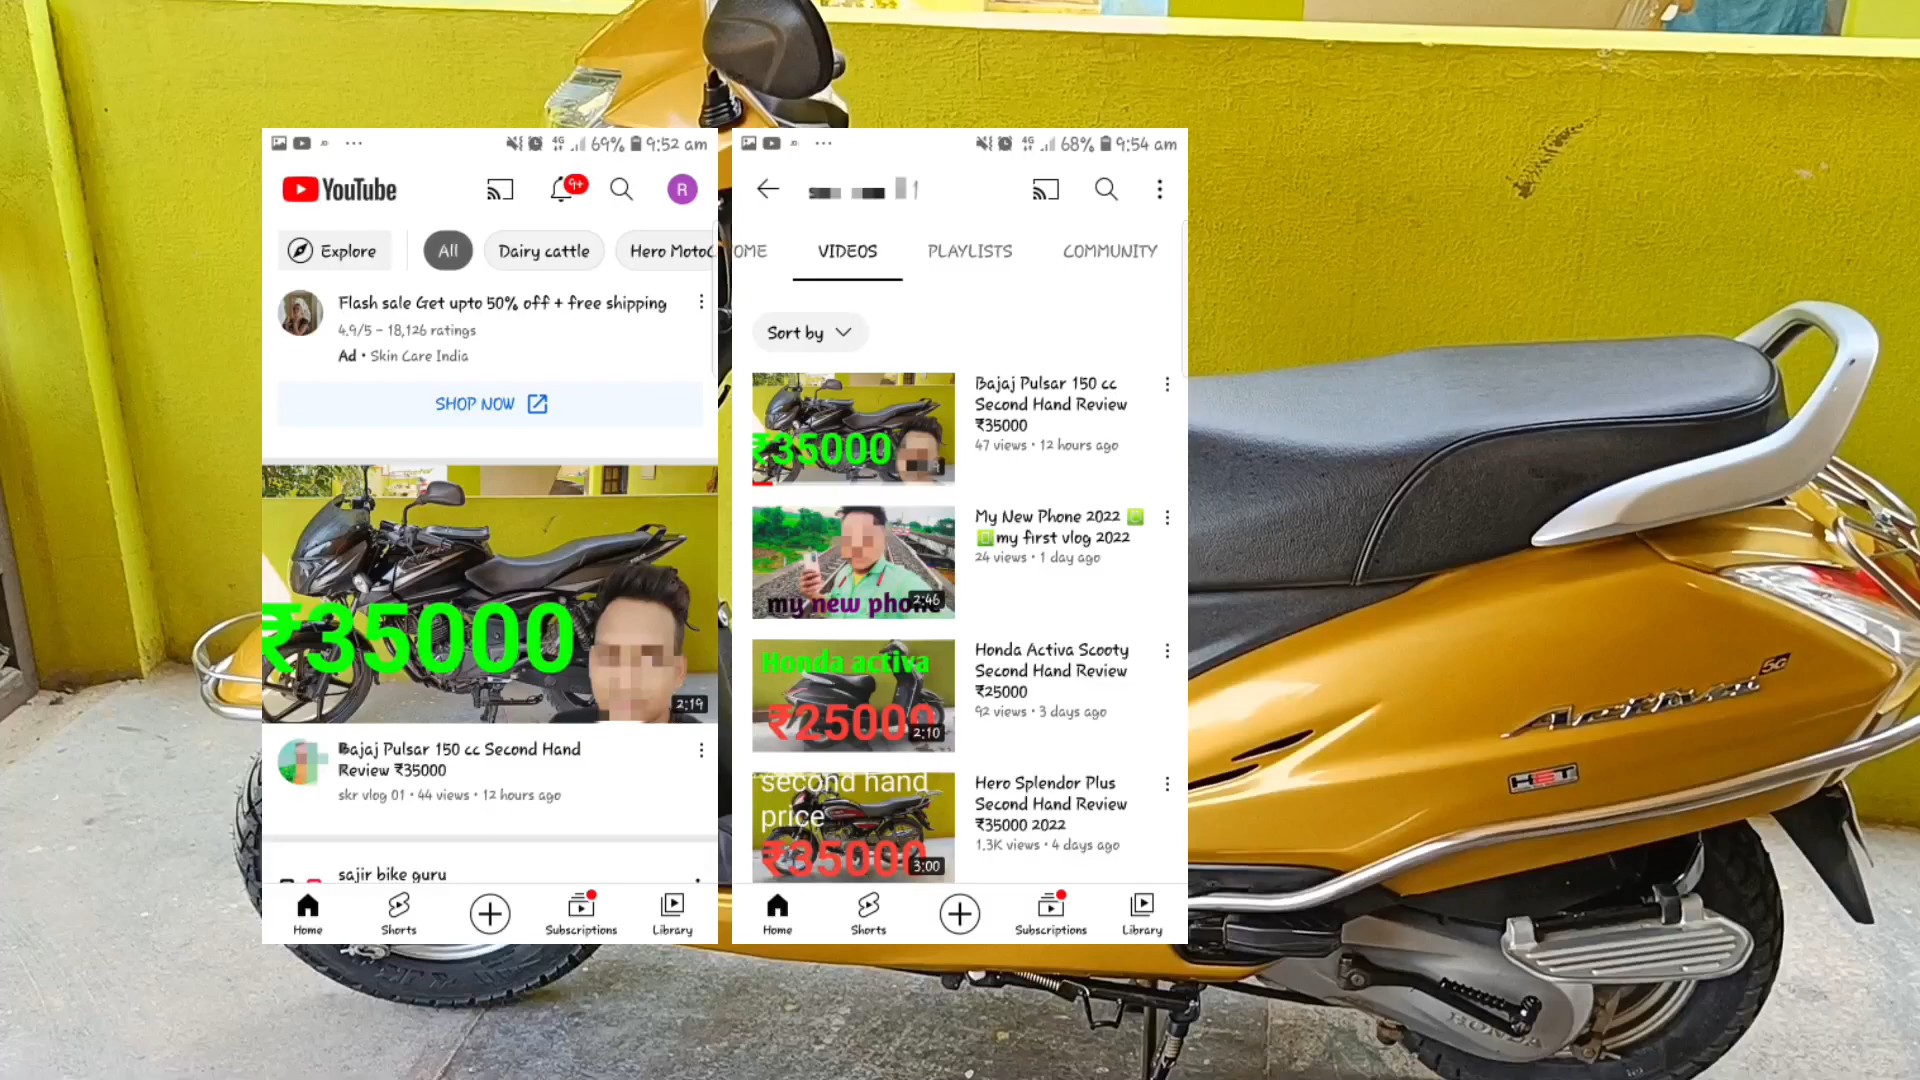 69% 9:52 am
YouTube
9+
R
Explore
All
Dairy cattle
Hero MotoC
Flash sale Get upto 50% off + free shipping
4.9/5 – 18,126 ratings
Ad • Skin Care India
SHOP NOW
₹35000
2:19
Bajaj Pulsar 150 cc Second Hand
Review ₹35000
skr vlog 01 • 44 views • 12 hours ago
sajir bike guru
Home
Shorts
Subscriptions
Library
4G 68% 9:54 am
OME
VIDEOS
PLAYLISTS
COMMUNITY
Sort by
₹35000
Bajaj Pulsar 150 cc
Second Hand Review
₹35000
47 views • 12 hours ago
my new phone
2:46
My New Phone 2022
my first vlog 2022
24 views • 1 day ago
Honda activa
₹25000
2:10
Honda Activa Scooty
Second Hand Review
₹25000
92 views • 3 days ago
second hand
price
₹35000
3:00
Hero Splendor Plus
Second Hand Review
₹35000 2022
1.3K views • 4 days ago
Home
Shorts
Subscriptions
Library
Activa 5G
HET
HONDA